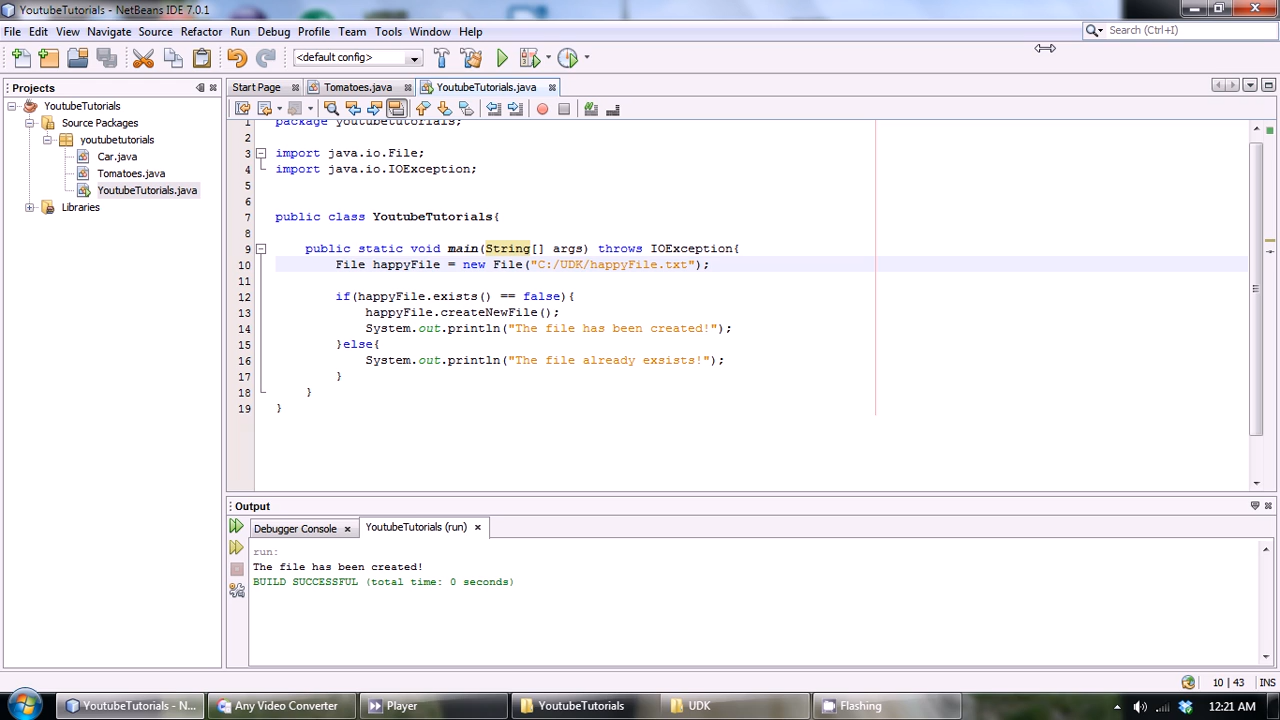 YoutubeTutorials - NetBeans IDE 7.0.1
File Edit View Navigate Source Refactor Run Debug Profile Team Tools Window Help
Search (Ctrl+I)
<default config>
Projects
Start Page
Tomatoes.java
YoutubeTutorials.java
YoutubeTutorials
Source Packages
youtubetutorials
Car.java
Tomatoes.java
YoutubeTutorials.java
Libraries
1 package youtubetutorials;
2
3 import java.io.File;
4 import java.io.IOException;
5
6
7 public class YoutubeTutorials{
8
9 public static void main(String[] args) throws IOException{
10 File happyFile = new File("C:/UDK/happyFile.txt");
11
12 if(happyFile.exists() == false){
13 happyFile.createNewFile();
14 System.out.println("The file has been created!");
15 }else{
16 System.out.println("The file already exsists!");
17 }
18 }
19 }
Output
Debugger Console
YoutubeTutorials (run)
run:
The file has been created!
BUILD SUCCESSFUL (total time: 0 seconds)
10 | 43 INS
YoutubeTutorials - N...
Any Video Converter
Player
YoutubeTutorials
UDK
Flashing
12:21 AM